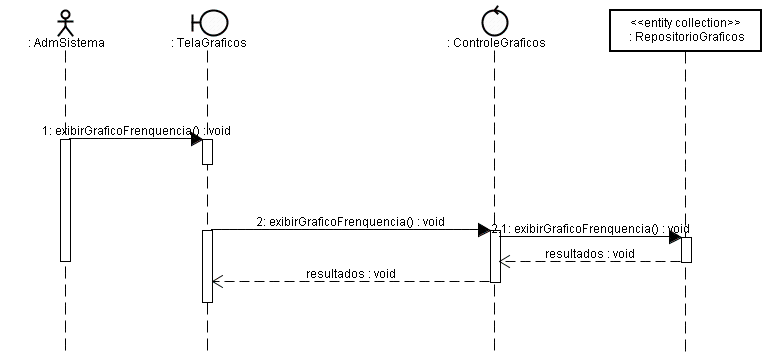 <<entity collection>>
: AdmSistema
: TelaGraficos
: ControleGraficos
: RepositorioGraficos
1: exibirGraficoFrenquencia() : void
2: exibirGraficoFrenquencia() : void
2.1: exibirGraficoFrenquencia() : void
resultados : void
resultados : void